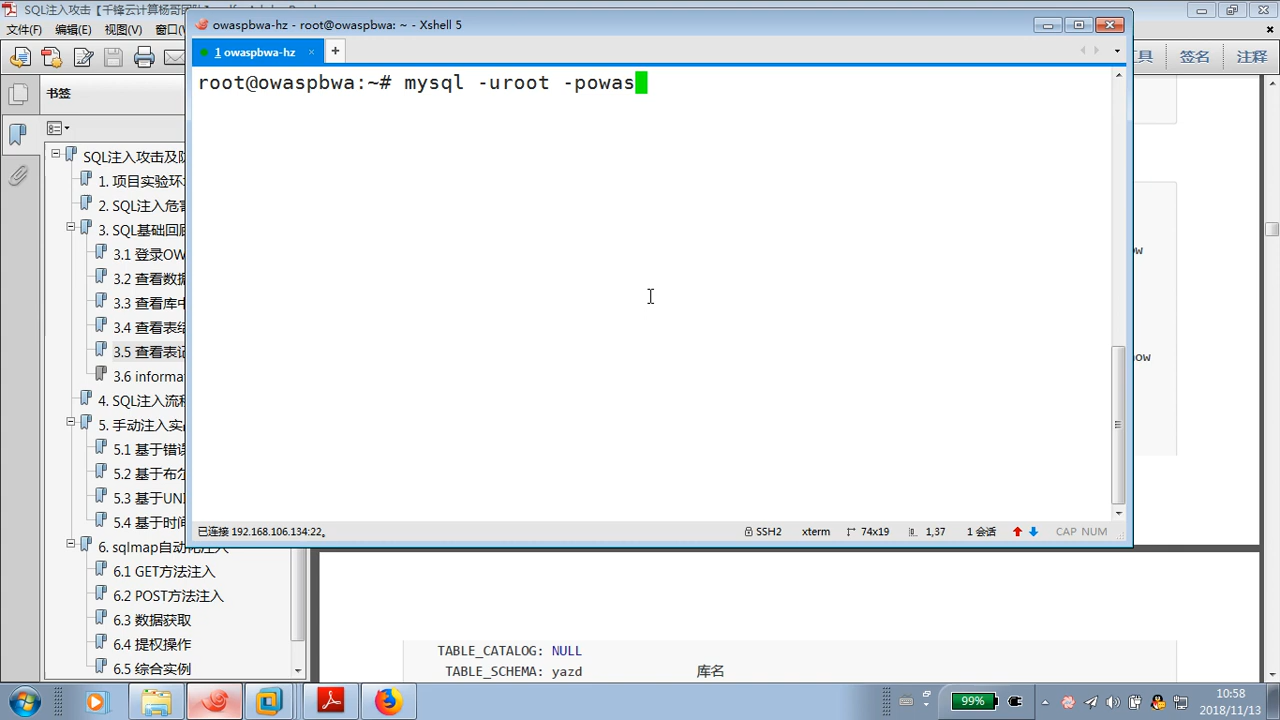 SQL注入攻击【千锋云计算杨哥
owaspbwa-hz - root@owaspbwa: ~ - Xshell 5
文件(F) 编辑(E) 视图(V) 窗口
1 owaspbwa-hz
工具 签名 注释
书签
root@owaspbwa:~# mysql -uroot -powas
SQL注入攻击及
1. 项目实验环
2. SQL注入危害
3. SQL基础回
3.1 登录OW
3.2 查看数
3.3 查看库中
3.4 查看表结
3.5 查看表
3.6 informa
4. SQL注入流
5. 手动注入实
5.1 基于错
5.2 基于布
5.3 基于UNI
5.4 基于时
6. sqlmap自动化注入
6.1 GET方法注入
6.2 POST方法注入
6.3 数据获取
6.4 提权操作
6.5 综合实例
ow
now
已连接 192.168.106.134:22。 SSH2 xterm 74x19 1,37 1 会话 CAP NUM
TABLE_CATALOG: NULL
TABLE_SCHEMA: yazd 库名
99%
10:58
2018/11/13